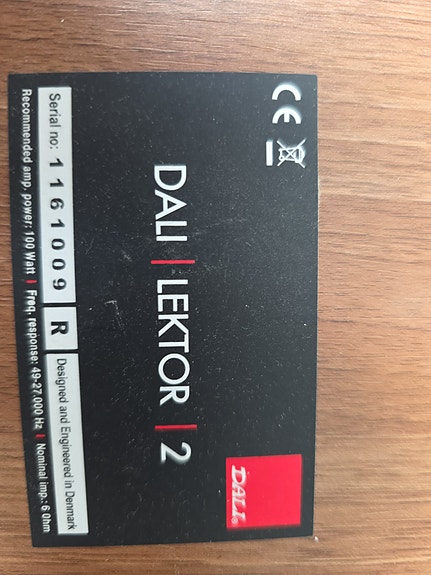 CE
DALI
DALI | LEKTOR | 2
Serial no: 1161009 R Designed and Engineered in Denmark
Recommended amp. power: 100 Watt | Freq. response: 49-27.000 Hz | Nominal imp.: 6 Ohm